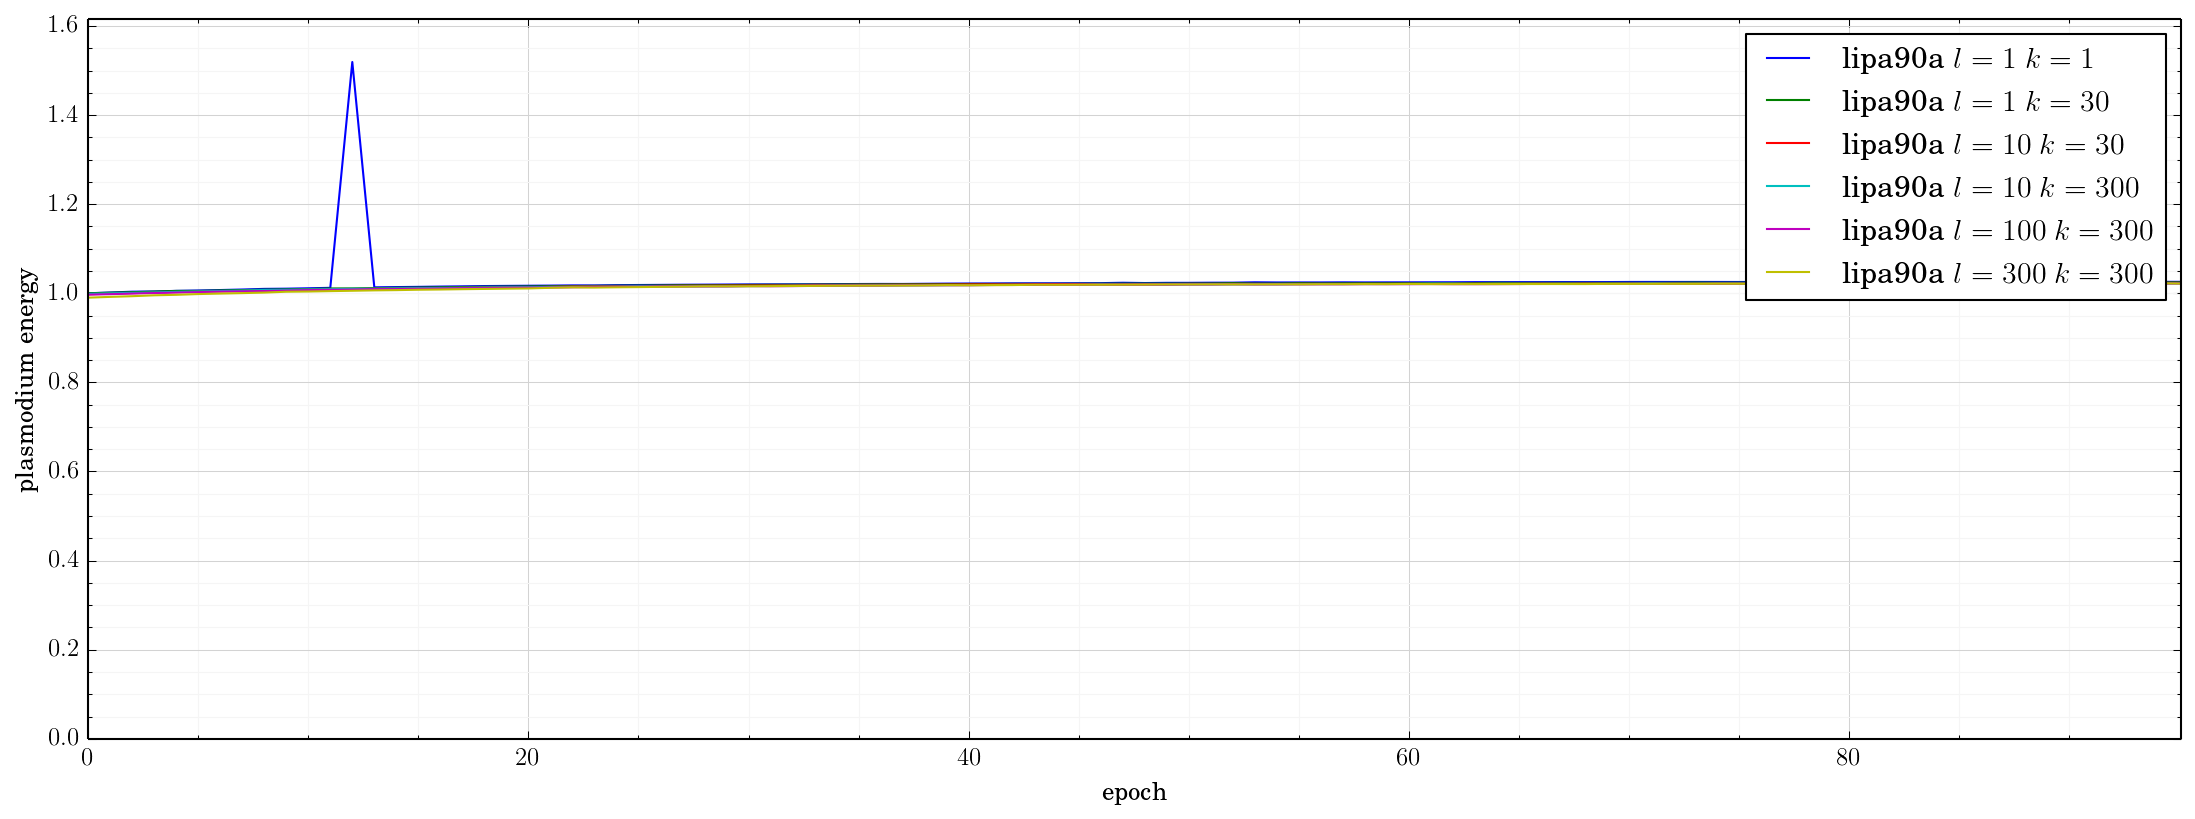 1.6
1.4
1.2
1.0
0.8
0.6
0.4
0.2
0.0
plasmodium energy
0 20 40 60 80
epoch
lipa90a l = 1 k = 1
lipa90a l = 1 k = 30
lipa90a l = 10 k = 30
lipa90a l = 10 k = 300
lipa90a l = 100 k = 300
lipa90a l = 300 k = 300